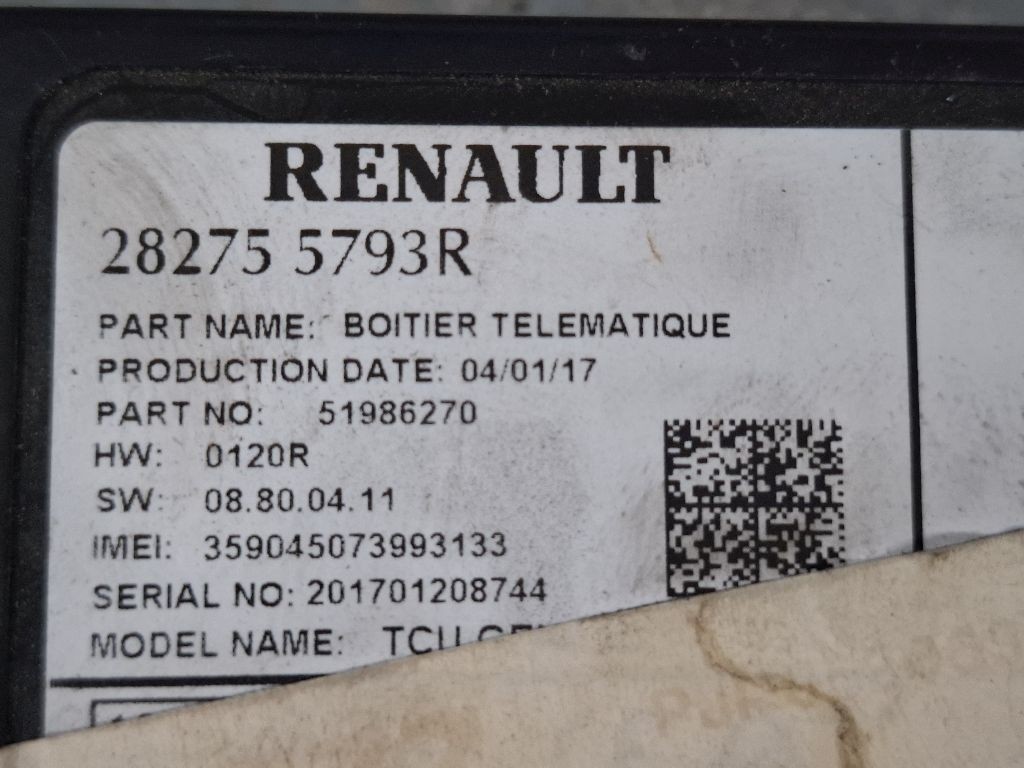 RENAULT
28275 5793R
PART NAME: BOITIER TELEMATIQUE
PRODUCTION DATE: 04/01/17
PART NO: 51986270
HW: 0120R
SW: 08.80.04.11
IMEI: 359045073993133
SERIAL NO: 201701208744
MODEL NAME: TCU